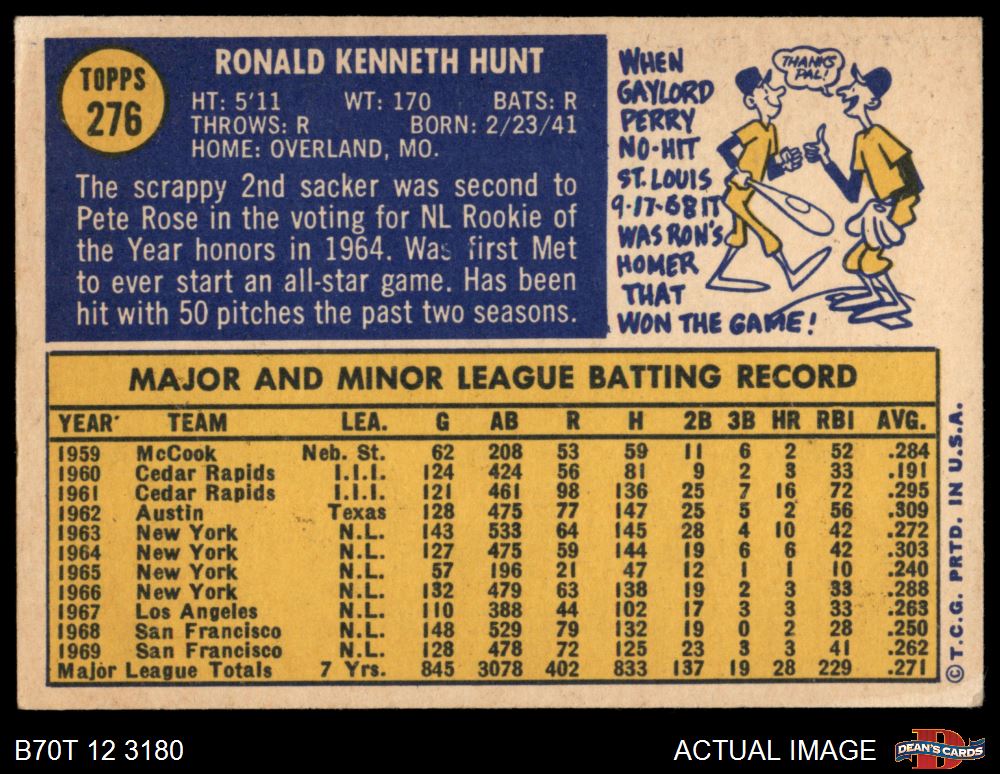 TOPPS
276
RONALD KENNETH HUNT
HT: 5'11 WT: 170 BATS: R
THROWS: R BORN: 2/23/41
HOME: OVERLAND, MO.
The scrappy 2nd sacker was second to
Pete Rose in the voting for NL Rookie of
the Year honors in 1964. Was first Met
to ever start an all-star game. Has been
hit with 50 pitches the past two seasons.
WHEN
GAYLORD
PERRY
NO-HIT
ST. LOUIS
9-17-68 IT
WAS RON'S
HOMER
THAT
WON THE GAME!
THANKS
PAL!
MAJOR AND MINOR LEAGUE BATTING RECORD
YEAR TEAM LEA. G AB R H 2B 3B HR RBI AVG.
1959 McCook Neb. St. 62 208 53 59 11 6 2 52 .284
1960 Cedar Rapids I.I.I. 124 424 56 81 9 2 3 33 .191
1961 Cedar Rapids I.I.I. 121 461 98 136 25 7 16 72 .295
1962 Austin Texas 128 475 77 147 25 5 2 56 .309
1963 New York N.L. 143 533 64 145 28 4 10 42 .272
1964 New York N.L. 127 475 59 144 19 6 6 42 .303
1965 New York N.L. 57 196 21 47 12 1 1 10 .240
1966 New York N.L. 132 479 63 138 19 2 3 33 .288
1967 Los Angeles N.L. 110 388 44 102 17 3 3 33 .263
1968 San Francisco N.L. 148 529 79 132 19 0 2 28 .250
1969 San Francisco N.L. 128 478 72 125 23 3 3 41 .262
Major League Totals 7 Yrs. 845 3078 402 833 137 19 28 229 .271
© T.C.G. PRTD. IN U.S.A.
B70T 12 3180
ACTUAL IMAGE
DEAN'S CARDS